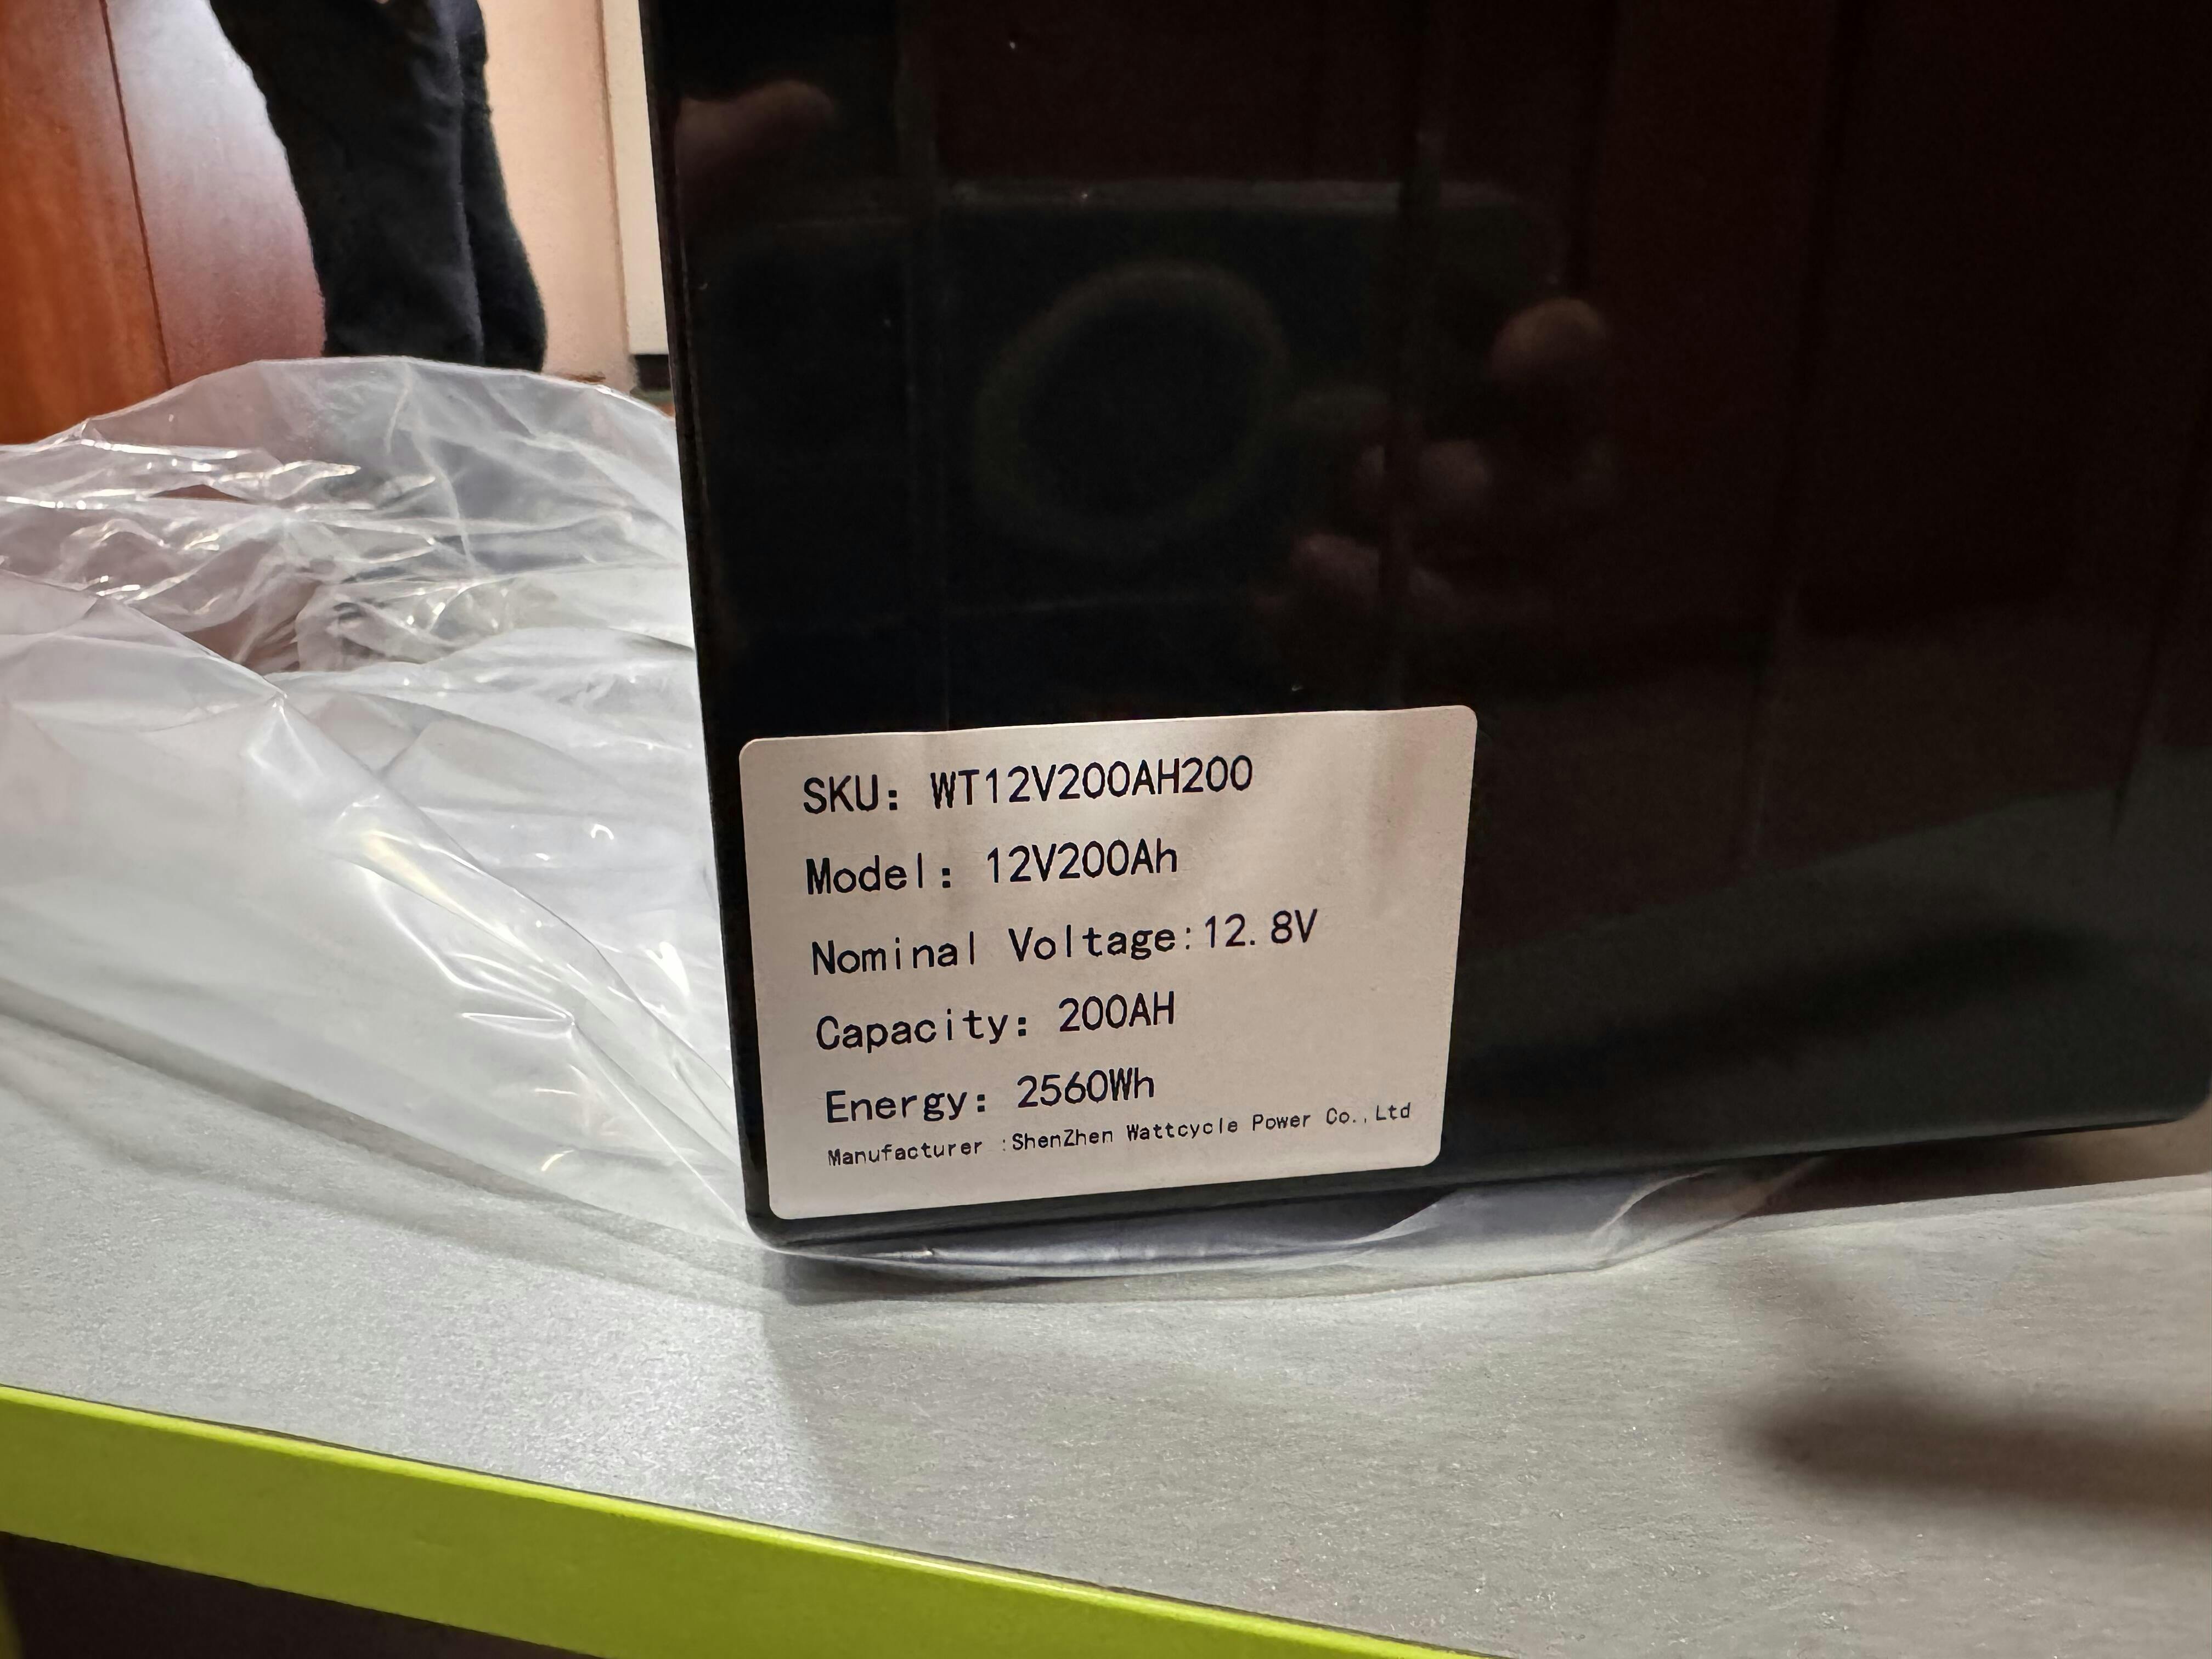 SKU: WT12V200AH200
Model: 12V200Ah
Nominal Voltage:12.8V
Capacity: 200AH
Energy: 2560Wh
Manufacturer :ShenZhen Wattcycle Power Co.,Ltd